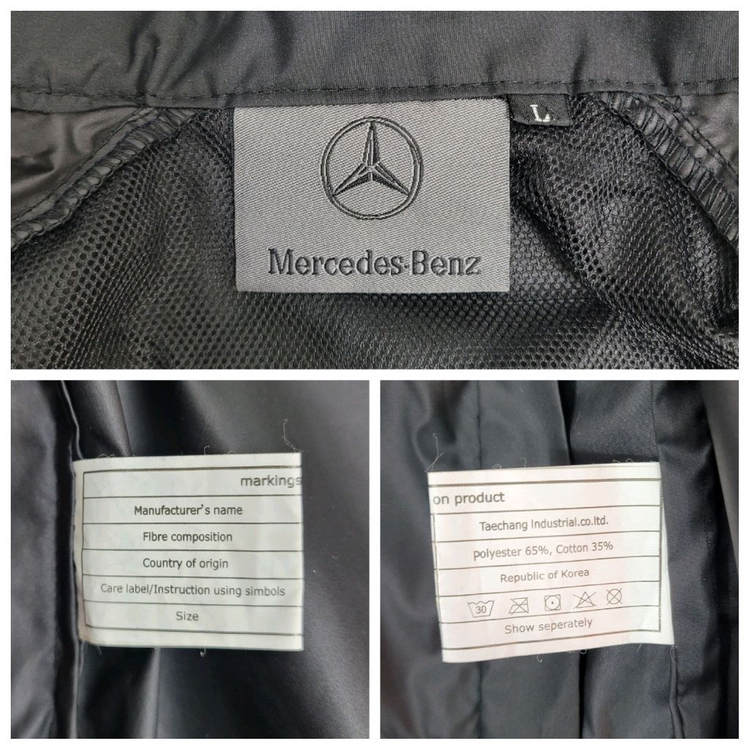 L
Mercedes-Benz
markings
Manufacturer's name
Fibre composition
Country of origin
Care label/Instruction using simbols
Size
on product
Taechang Industrial.co.ltd.
polyester 65%, Cotton 35%
Republic of Korea
30
Show seperately